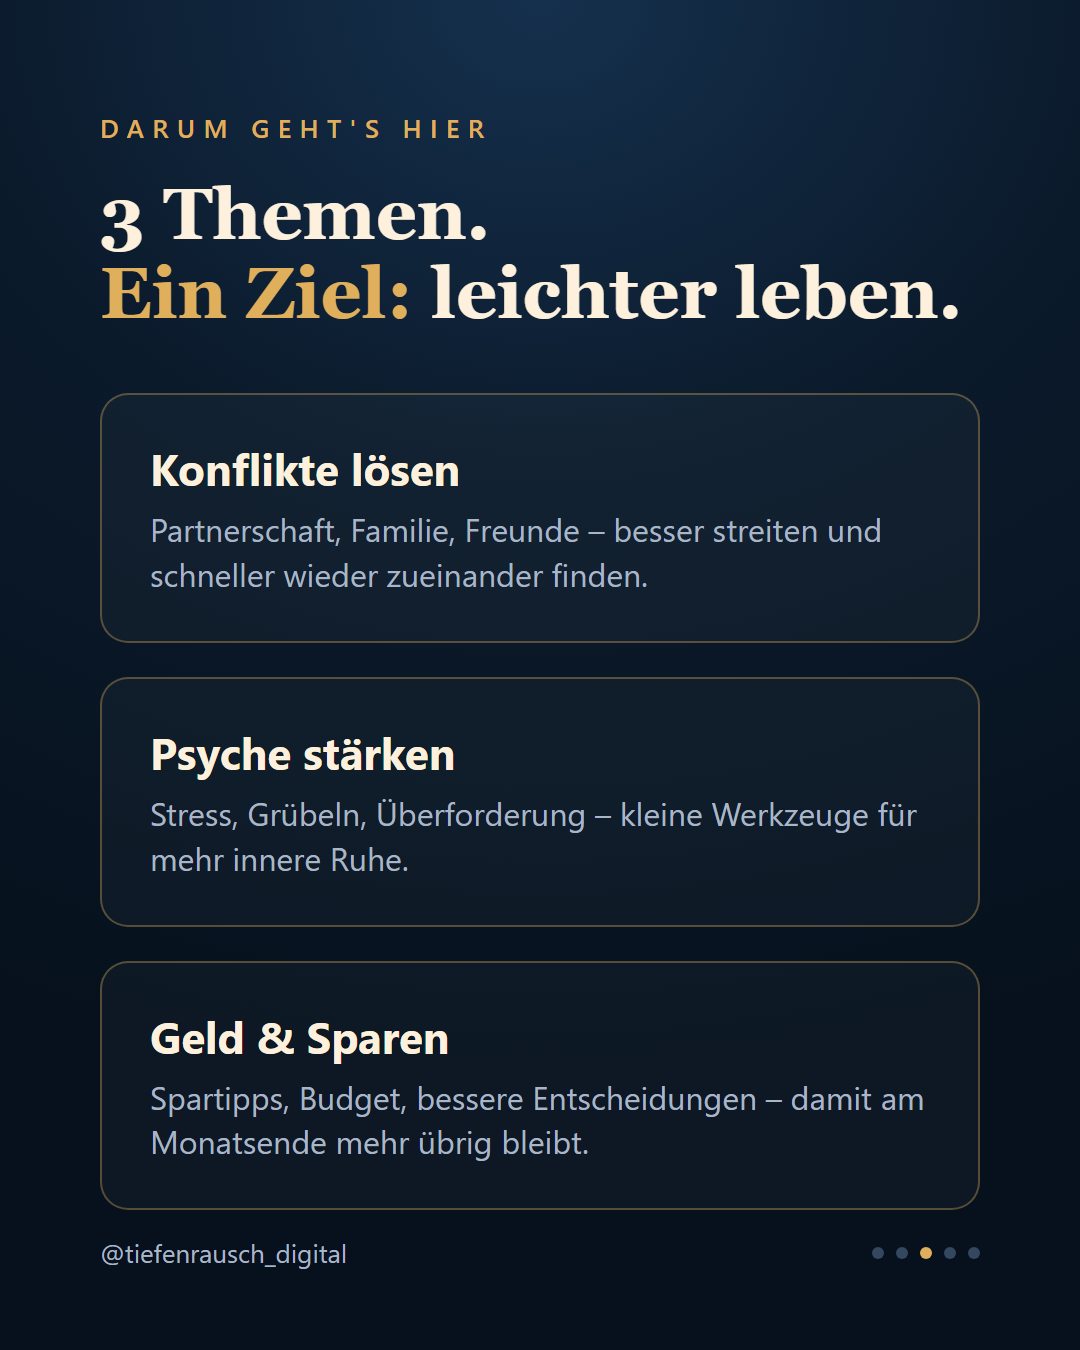 DARUM GEHT'S HIER
3 Themen.
Ein Ziel: leichter leben.
Konflikte lösen
Partnerschaft, Familie, Freunde – besser streiten und
schneller wieder zueinander finden.
Psyche stärken
Stress, Grübeln, Überforderung – kleine Werkzeuge für
mehr innere Ruhe.
Geld & Sparen
Spartipps, Budget, bessere Entscheidungen – damit am
Monatsende mehr übrig bleibt.
@tiefenrausch_digital